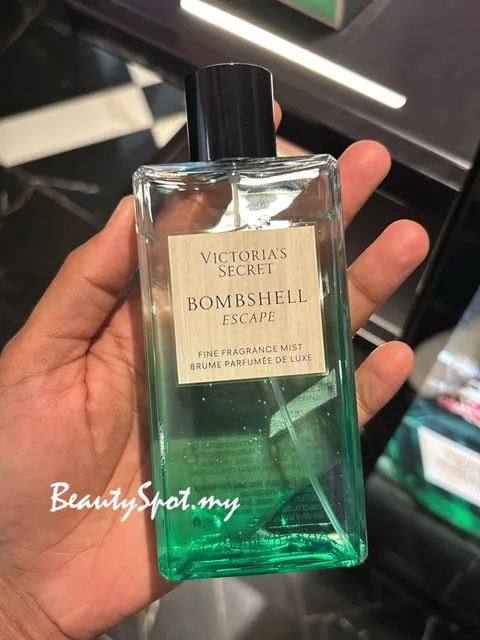 VICTORIA'S
SECRET
BOMBSHELL
ESCAPE
FINE FRAGRANCE MIST
BRUME PARFUMÉE DE LUXE
BeautySpot.my